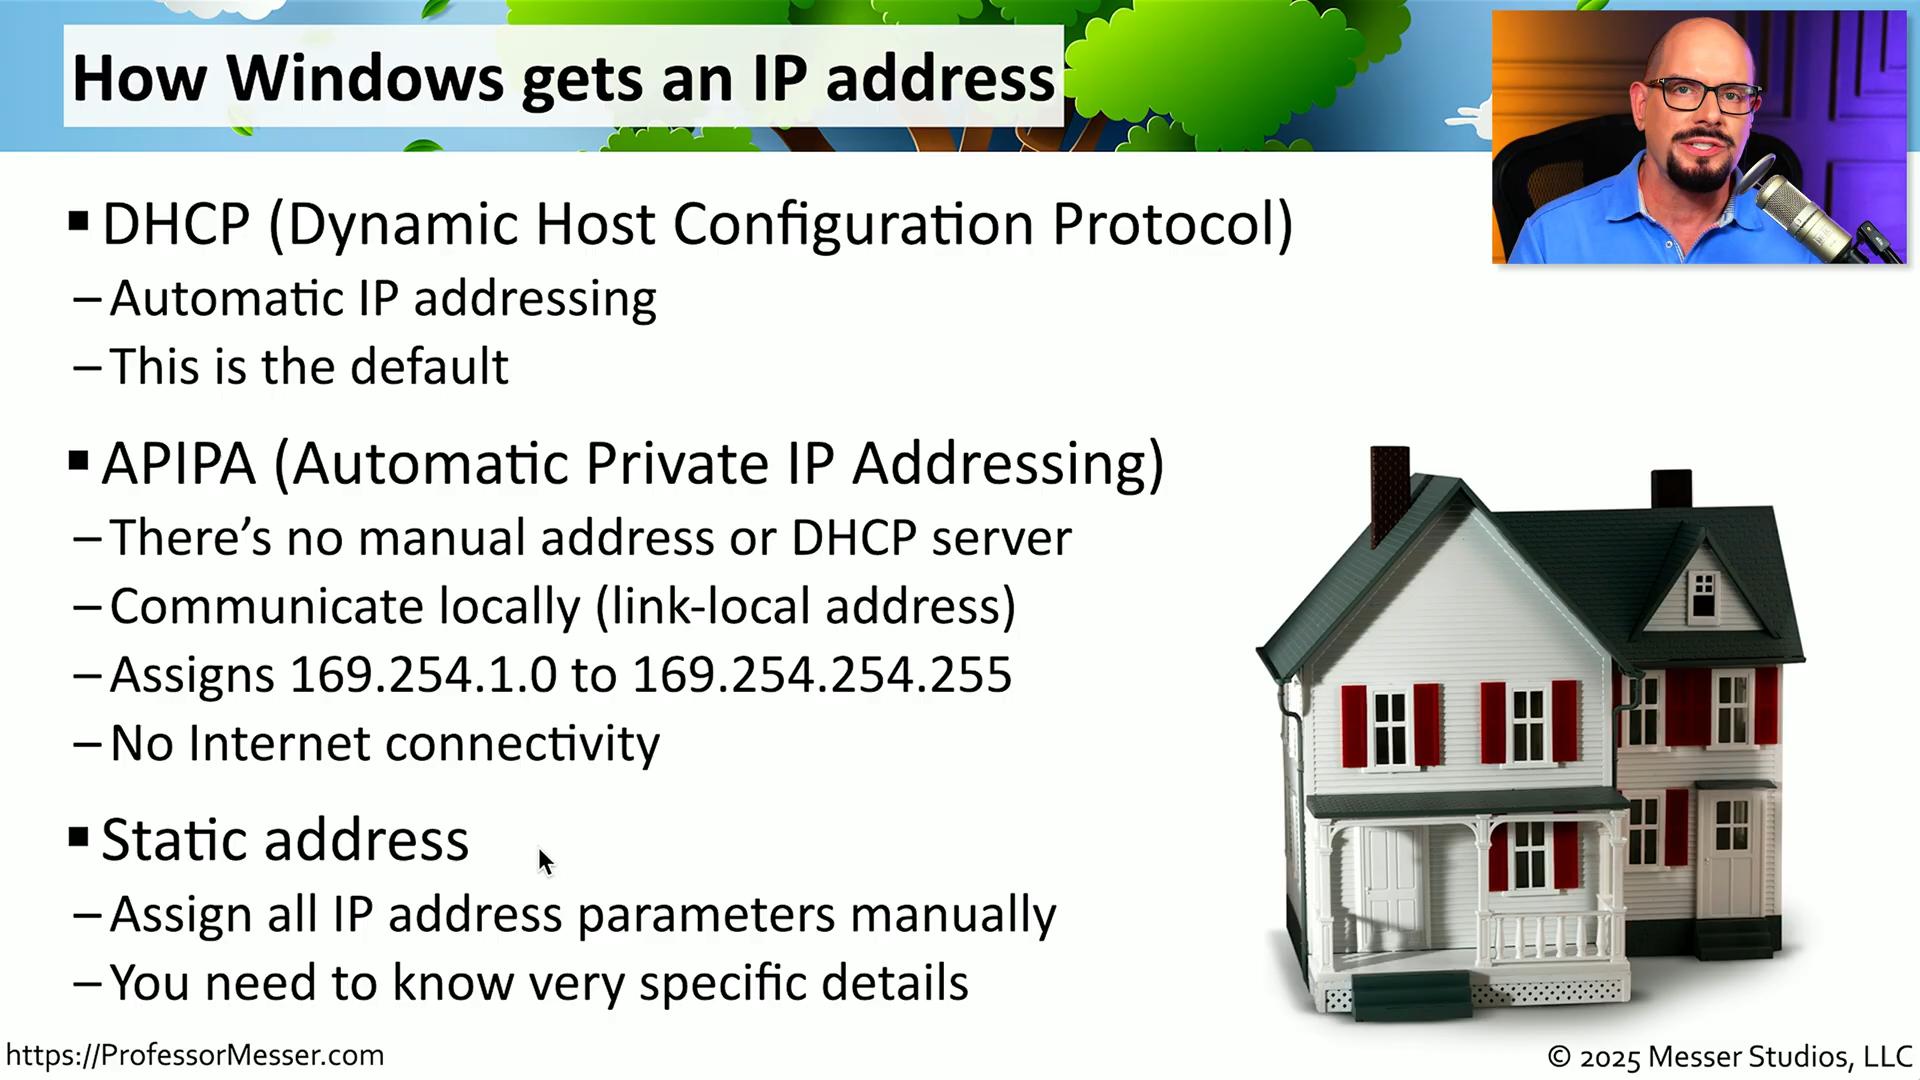 How Windows gets an IP address
▪ DHCP (Dynamic Host Configuration Protocol)
– Automatic IP addressing
– This is the default
▪ APIPA (Automatic Private IP Addressing)
– There’s no manual address or DHCP server
– Communicate locally (link-local address)
– Assigns 169.254.1.0 to 169.254.254.255
– No Internet connectivity
▪ Static address
– Assign all IP address parameters manually
– You need to know very specific details
https://ProfessorMesser.com
© 2025 Messer Studios, LLC